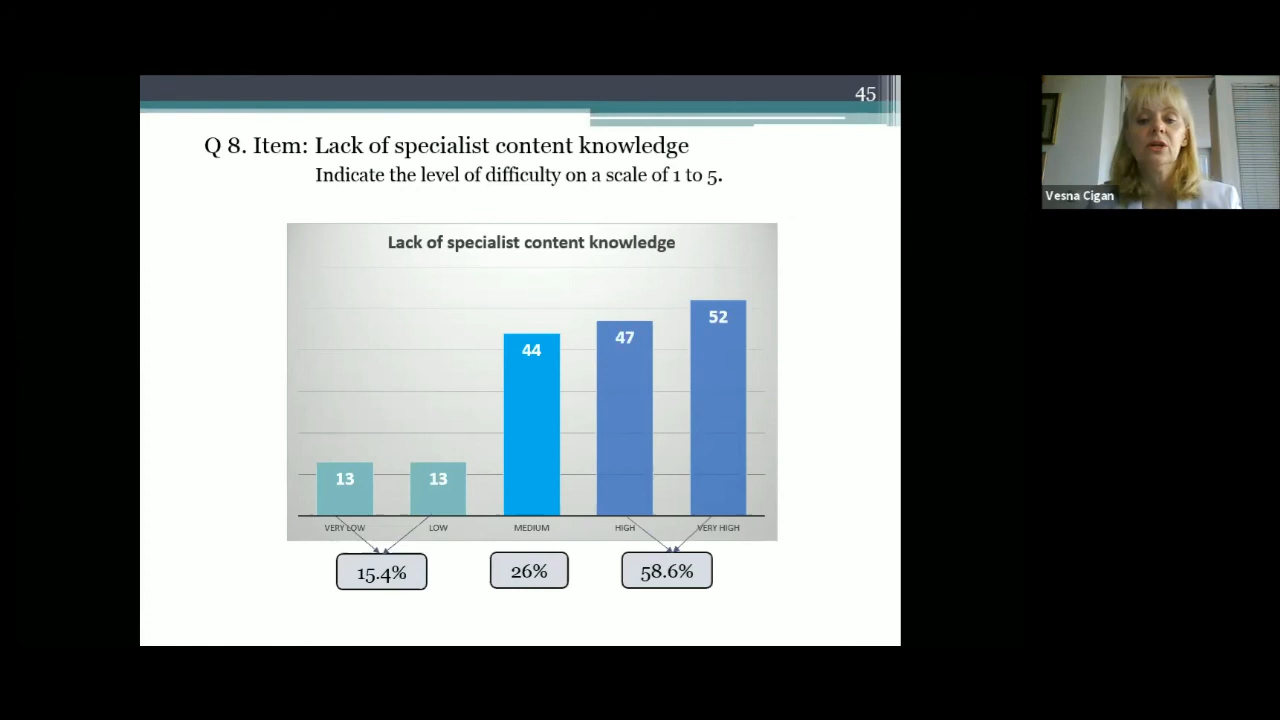 45
Q 8. Item: Lack of specialist content knowledge
Indicate the level of difficulty on a scale of 1 to 5.
Lack of specialist content knowledge
13
13
44
47
52
VERY LOW
LOW
MEDIUM
HIGH
VERY HIGH
15.4%
26%
58.6%
Vesna Cigan